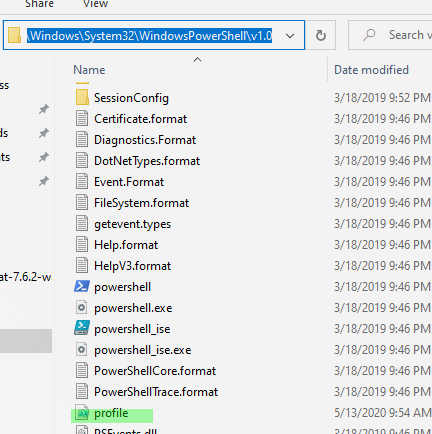 Share View
\Windows\System32\WindowsPowerShell\v1.0 Search v
Name Date modified
ss
SessionConfig 3/18/2019 9:52 PM
Certificate.format 3/18/2019 9:46 PM
ds Diagnostics.Format 3/18/2019 9:46 PM
nts DotNetTypes.format 3/18/2019 9:46 PM
Event.Format 3/18/2019 9:46 PM
FileSystem.format 3/18/2019 9:46 PM
getevent.types 3/18/2019 9:46 PM
Help.format 3/18/2019 9:46 PM
HelpV3.format 3/18/2019 9:46 PM
at-7.6.2-w
powershell 3/18/2019 9:46 PM
powershell.exe 3/18/2019 9:46 PM
powershell_ise 3/18/2019 9:46 PM
powershell_ise.exe 3/18/2019 9:46 PM
PowerShellCore.format 3/18/2019 9:46 PM
PowerShellTrace.format 3/18/2019 9:46 PM
profile 5/13/2020 9:54 AM
PSEvents.dll 3/18/2019 9:46 PM